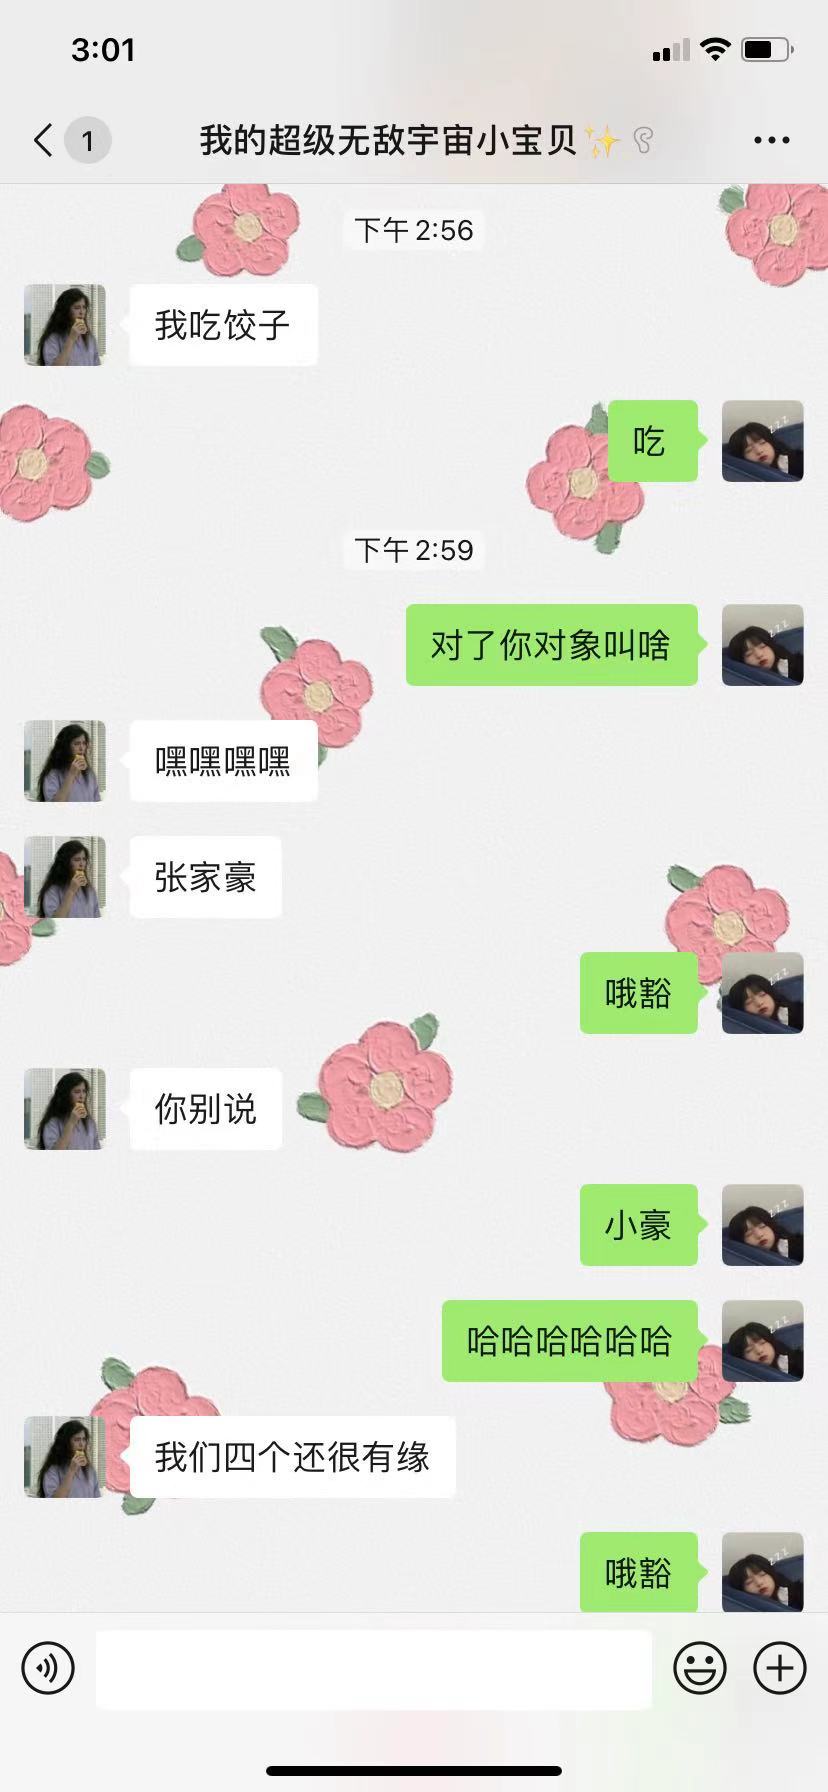 3:01
1
我的超级无敌宇宙小宝贝✨
下午 2:56
我吃饺子
吃
下午 2:59
对了你对象叫啥
嘿嘿嘿嘿
张家豪
哦豁
你别说
小豪
哈哈哈哈哈哈
我们四个还很有缘
哦豁